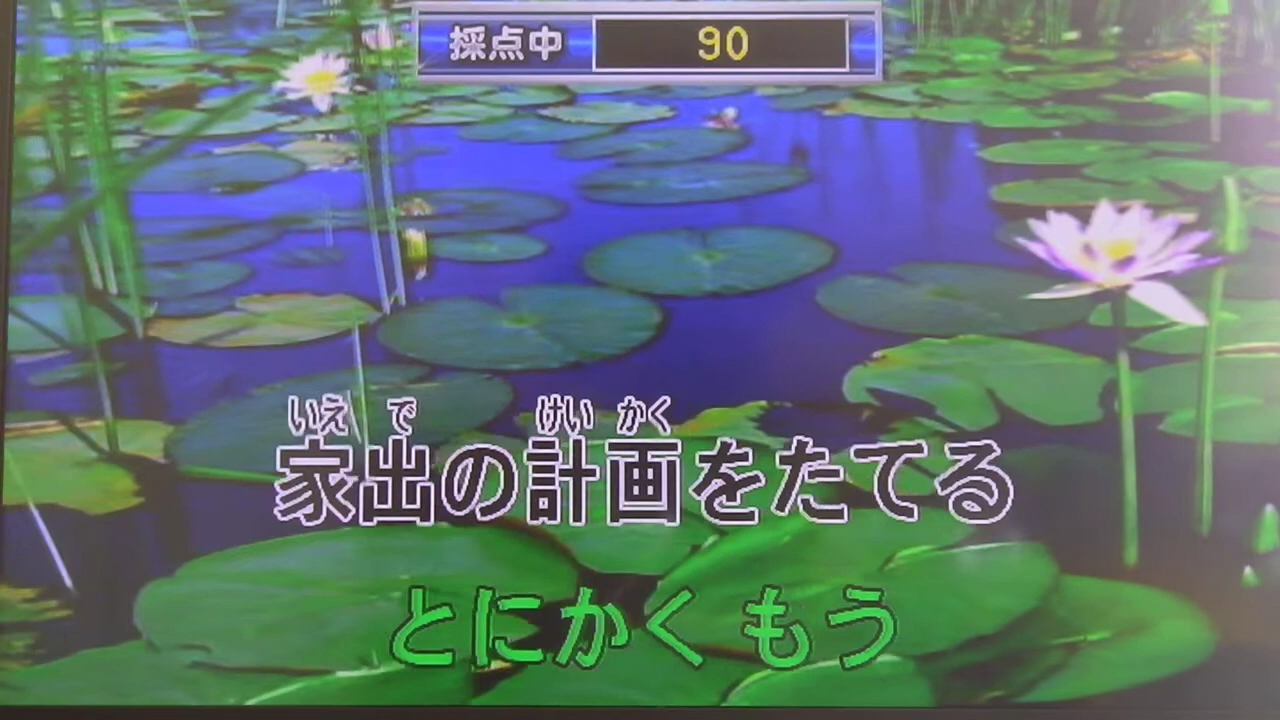 採点中 90
いえ で けい かく
家出の計画をたてる
とにかく もう